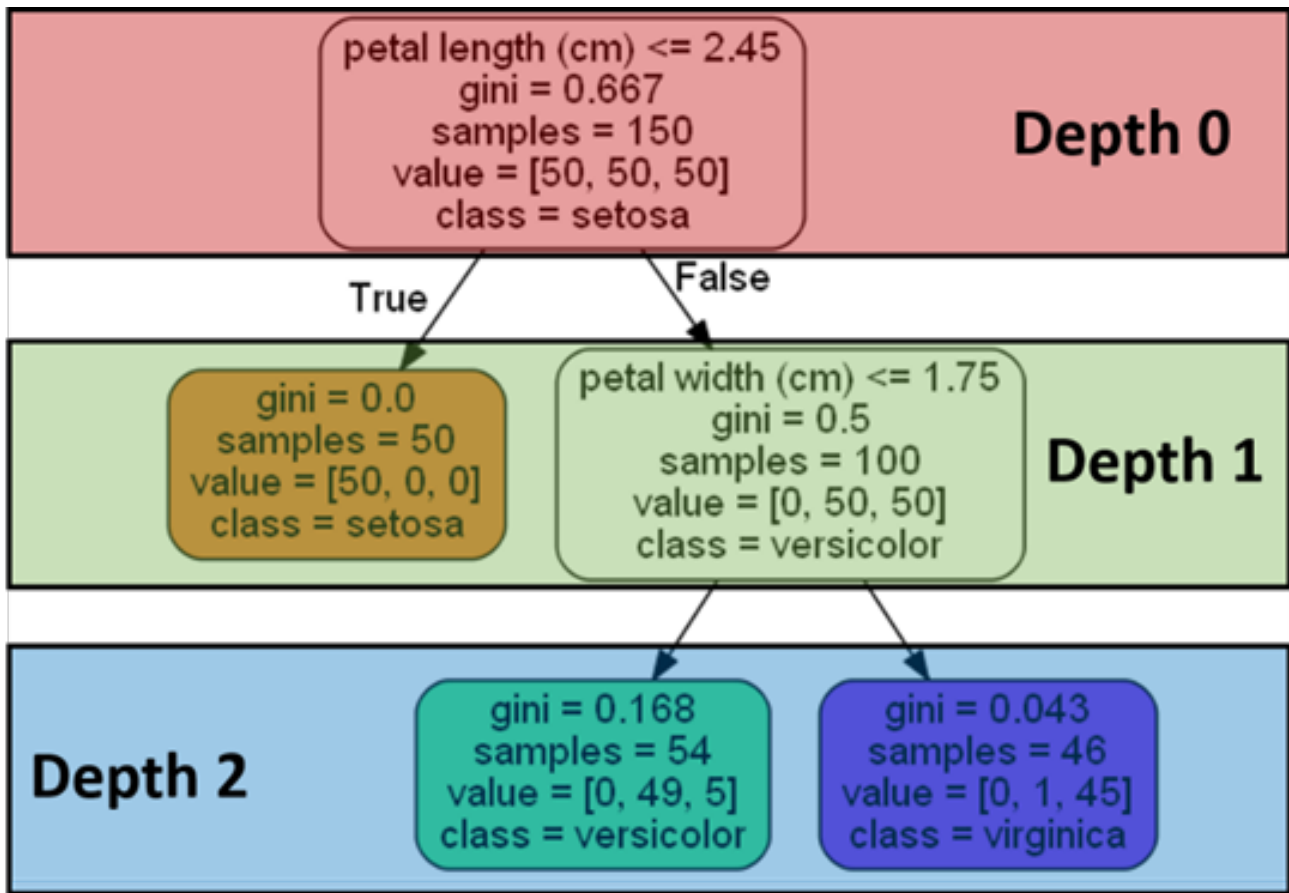 petal length (cm) <= 2.45
gini = 0.667
samples = 150
value = [50, 50, 50]
class = setosa
Depth 0
True
False
gini = 0.0
samples = 50
value = [50, 0, 0]
class = setosa
petal width (cm) <= 1.75
gini = 0.5
samples = 100
value = [0, 50, 50]
class = versicolor
Depth 1
Depth 2
gini = 0.168
samples = 54
value = [0, 49, 5]
class = versicolor
gini = 0.043
samples = 46
value = [0, 1, 45]
class = virginica